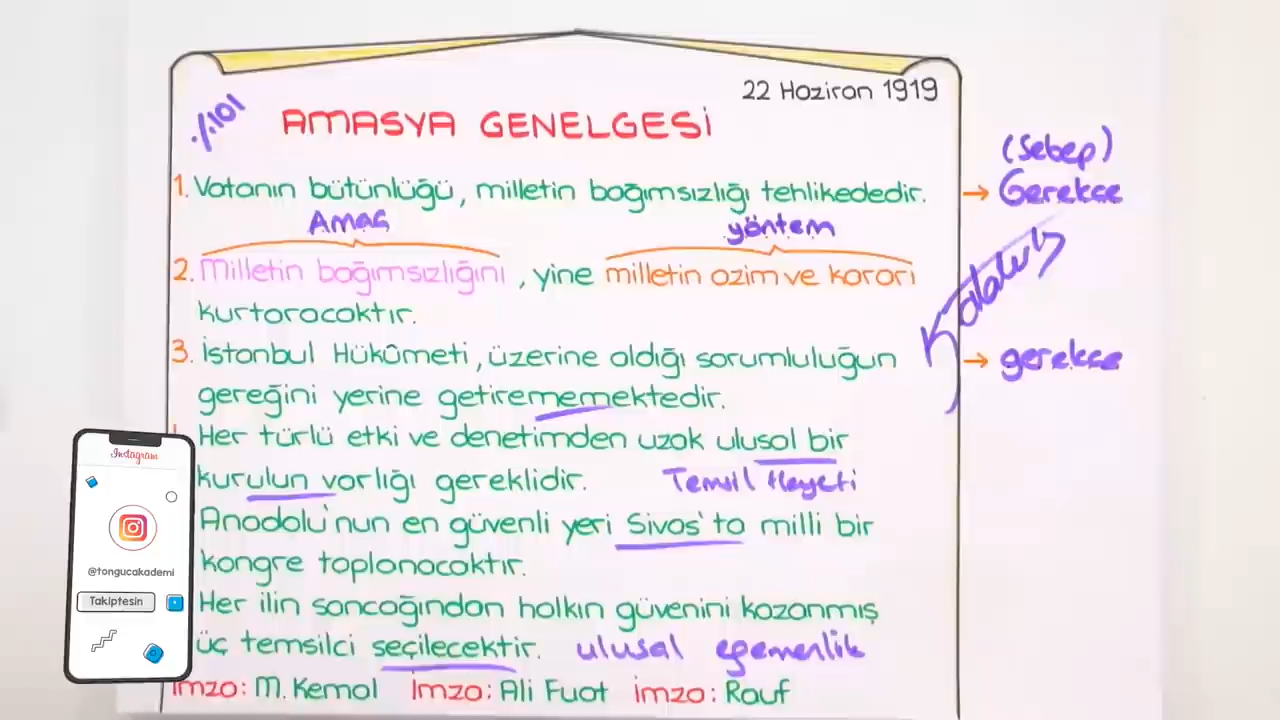 22 Haziran 1919
%101
AMASYA GENELGESİ
(Sebep)
1. Vatanın bütünlüğü, milletin bağımsızlığı tehlikededir. → Gerekçe
Amaç yöntem
2. Milletin bağımsızlığını, yine milletin azim ve kararı
kurtaracaktır.
3. İstanbul Hükûmeti, üzerine aldığı sorumluluğun → gerekçe
gereğini yerine getirememektedir.
Her türlü etki ve denetimden uzak ulusal bir
kurulun varlığı gereklidir. Temsil Heyeti
Anadolu'nun en güvenli yeri Sivas'ta milli bir
kongre toplanacaktır.
Her ilin sancağından halkın güvenini kazanmış
üç temsilci seçilecektir. ulusal egemenlik
İmza: M. Kemal İmza: Ali Fuat İmza: Rauf
Instagram
@tongucakademi
Takiptesin